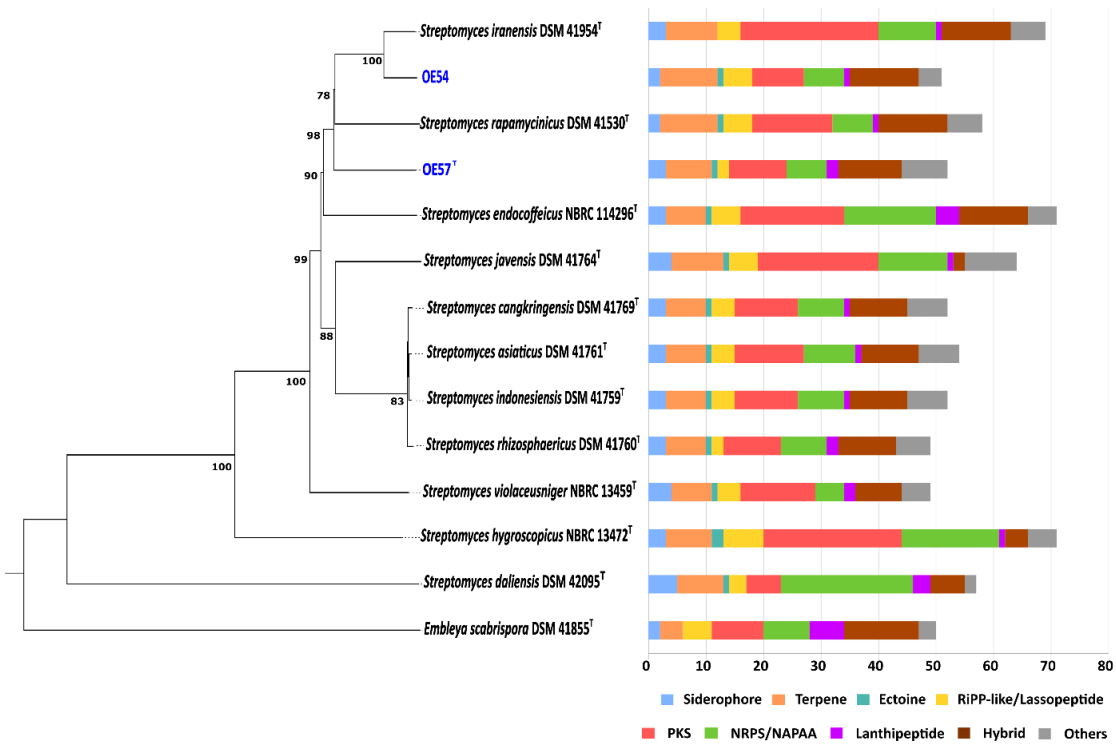 Streptomyces iranensis DSM 41954T
100
OE54
78
Streptomyces rapamycinicus DSM 41530T
98
OE57T
90
Streptomyces endocoffeicus NBRC 114296T
99
Streptomyces javensis DSM 41764T
Streptomyces cangkringensis DSM 41769T
88
Streptomyces asiaticus DSM 41761T
100
Streptomyces indonesiensis DSM 41759T
83
Streptomyces rhizosphaericus DSM 41760T
100
Streptomyces violaceusniger NBRC 13459T
Streptomyces hygroscopicus NBRC 13472T
Streptomyces daliensis DSM 42095T
Embleya scabrispora DSM 41855T
0 10 20 30 40 50 60 70 80
Siderophore Terpene Ectoine RiPP-like/Lassopeptide
PKS NRPS/NAPAA Lanthipeptide Hybrid Others